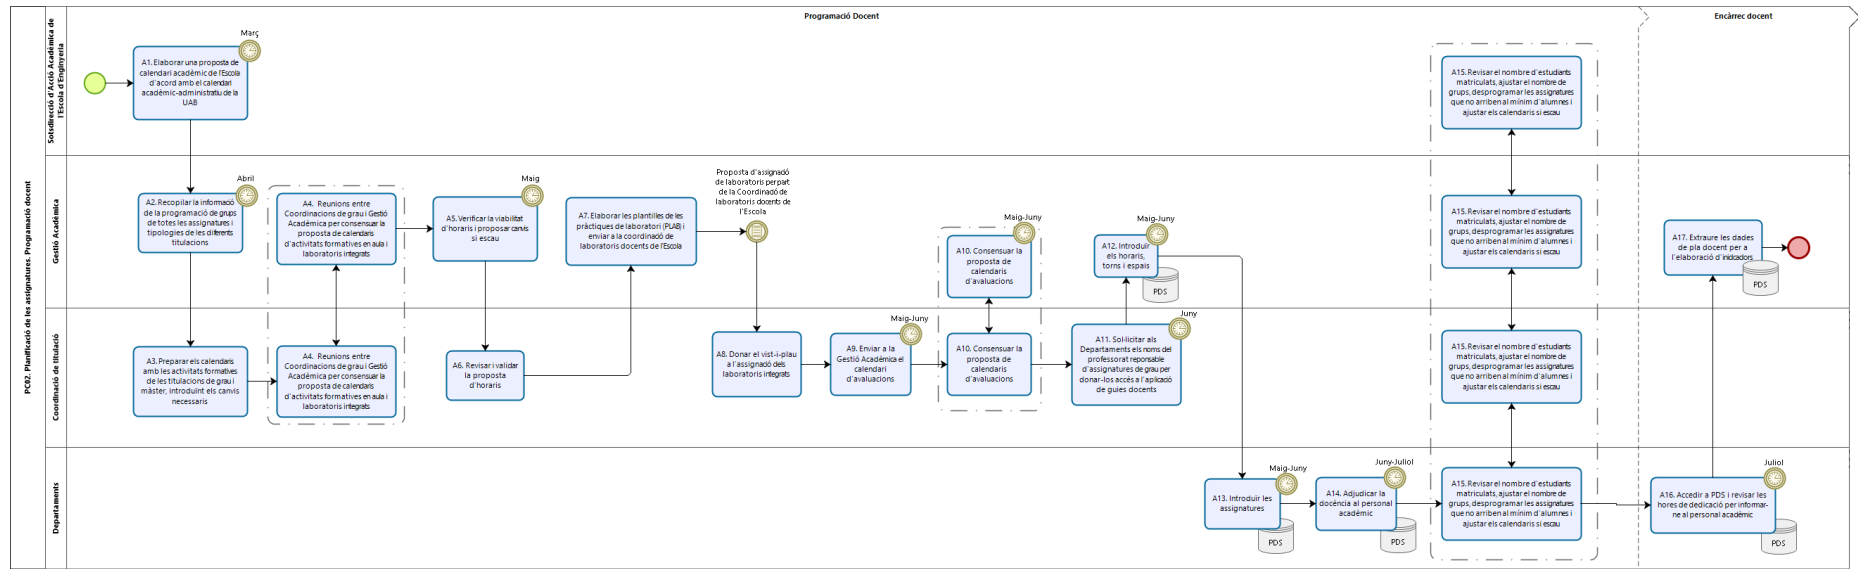 Programació Docent
Encàrrec docent
PC02. Planificació de les assignatures. Programació docent
Sotsdirecció d'Acció Acadèmica de
l'Escola d'Enginyeria
Març
A1. Elaborar una proposta de
calendari acadèmic de l'Escola
d'acord amb el calendari
acadèmic-administratiu de la
UAB
A15. Revisar el nombre d'estudiants
matriculats, ajustar el nombre de
grups, desprogramar les assignatures
que no arriben al mínim d'alumnes i
ajustar els calendaris si escau
Gestió Acadèmica
Abril
A2. Recopilar la informació
de la programació de grups
de totes les assignatures i
tipologies de les diferents
titulacions
A4. Reunions entre
Coordinacions de grau i Gestió
Acadèmica per consensuar la
proposta de calendaris
d'activitats formatives en aula i
laboratoris integrats
Maig
A5. Verificar la viabilitat
d'horaris i proposar canvis
si escau
A7. Elaborar les plantilles de les
pràctiques de laboratori (PLAB) i
enviar a la coordinació de
laboratoris docents de l'Escola
Proposta d'assignació
de laboratoris per part
de la Coordinació de
laboratoris docents de
l'Escola
Maig-Juny
A10. Consensuar la
proposta de
calendaris
d'avaluacions
Maig-Juny
A12. Introduir
els horaris,
torns i espais
PDS
A15. Revisar el nombre d'estudiants
matriculats, ajustar el nombre de
grups, desprogramar les assignatures
que no arriben al mínim d'alumnes i
ajustar els calendaris si escau
A17. Extraure les dades
de pla docent per a
l'elaboració d'inidcadors
PDS
Coordinació de titulació
A3. Preparar els calendaris
amb les activitats formatives
de les titulacions de grau i
màster, introduïnt els canvis
necessaris
A4. Reunions entre
Coordinacions de grau i Gestió
Acadèmica per consensuar la
proposta de calendaris
d'activitats formatives en aula i
laboratoris integrats
A6. Revisar i validar
la proposta
d'horaris
A8. Donar el vist-i-plau
a l'assignació dels
laboratoris integrats
Maig-Juny
A9. Enviar a la
Gestió Acadèmica el
calendari
d'avaluacions
A10. Consensuar la
proposta de
calendaris
d'avaluacions
Juny
A11. Sol·licitar als
Departaments els noms del
professorat reponsable
d'assignatures de grau per
donar-los accés a l'aplicació
de guies docents
A15. Revisar el nombre d'estudiants
matriculats, ajustar el nombre de
grups, desprogramar les assignatures
que no arriben al mínim d'alumnes i
ajustar els calendaris si escau
Departaments
Maig-Juny
A13. Introduir les
assignatures
PDS
Juny-Juliol
A14. Adjudicar la
docència al personal
acadèmic
PDS
A15. Revisar el nombre d'estudiants
matriculats, ajustar el nombre de
grups, desprogramar les assignatures
que no arriben al mínim d'alumnes i
ajustar els calendaris si escau
Juliol
A16. Accedir a PDS i revisar les
hores de dedicació per informar-
ne al personal acadèmic
PDS